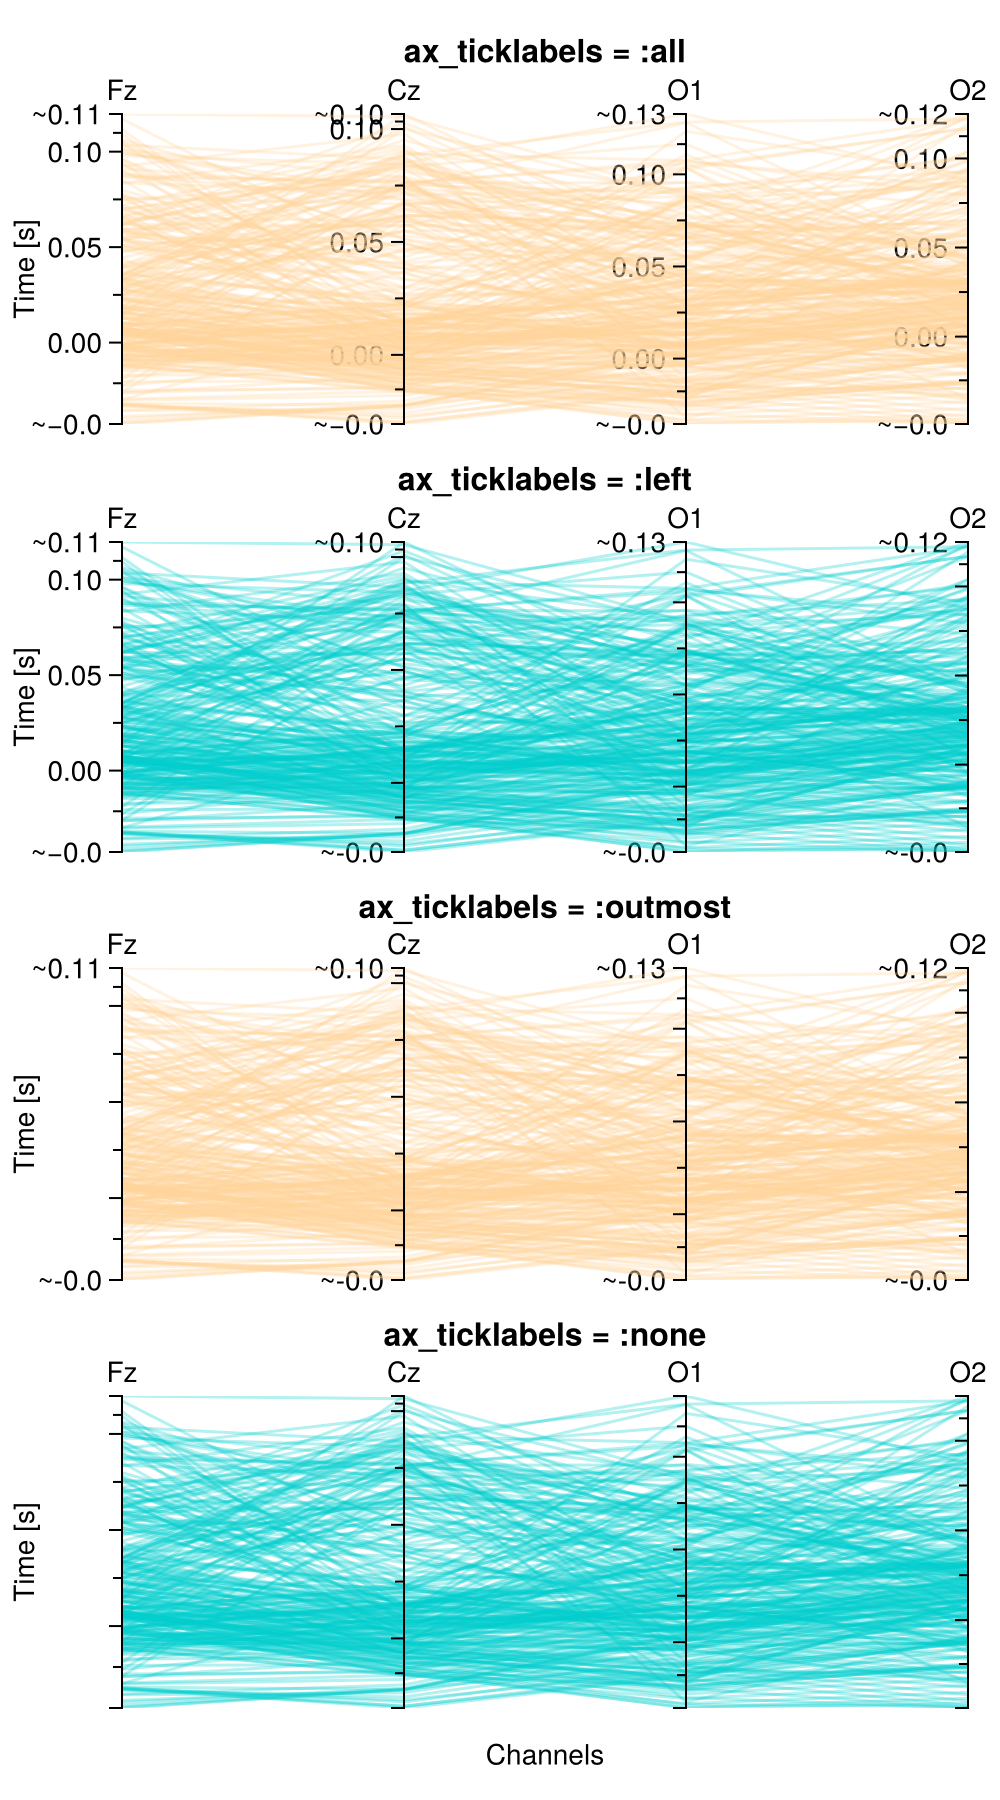 ax_ticklabels = :all
Fz Cz O1 O2
~0.11 ~0.10 ~0.13 ~0.12
0.10 0.10 0.10 0.10
0.05 0.05 0.05 0.05
0.00 0.00 0.00 0.00
~−0.0 ~−0.0 ~−0.0 ~−0.0
Time [s]
ax_ticklabels = :left
Fz Cz O1 O2
~0.11 ~0.10 ~0.13 ~0.12
0.10
0.05
0.00
~−0.0 ~-0.0 ~-0.0 ~-0.0
Time [s]
ax_ticklabels = :outmost
Fz Cz O1 O2
~0.11 ~0.10 ~0.13 ~0.12
~-0.0 ~-0.0 ~-0.0 ~-0.0
Time [s]
ax_ticklabels = :none
Fz Cz O1 O2
Time [s]
Channels